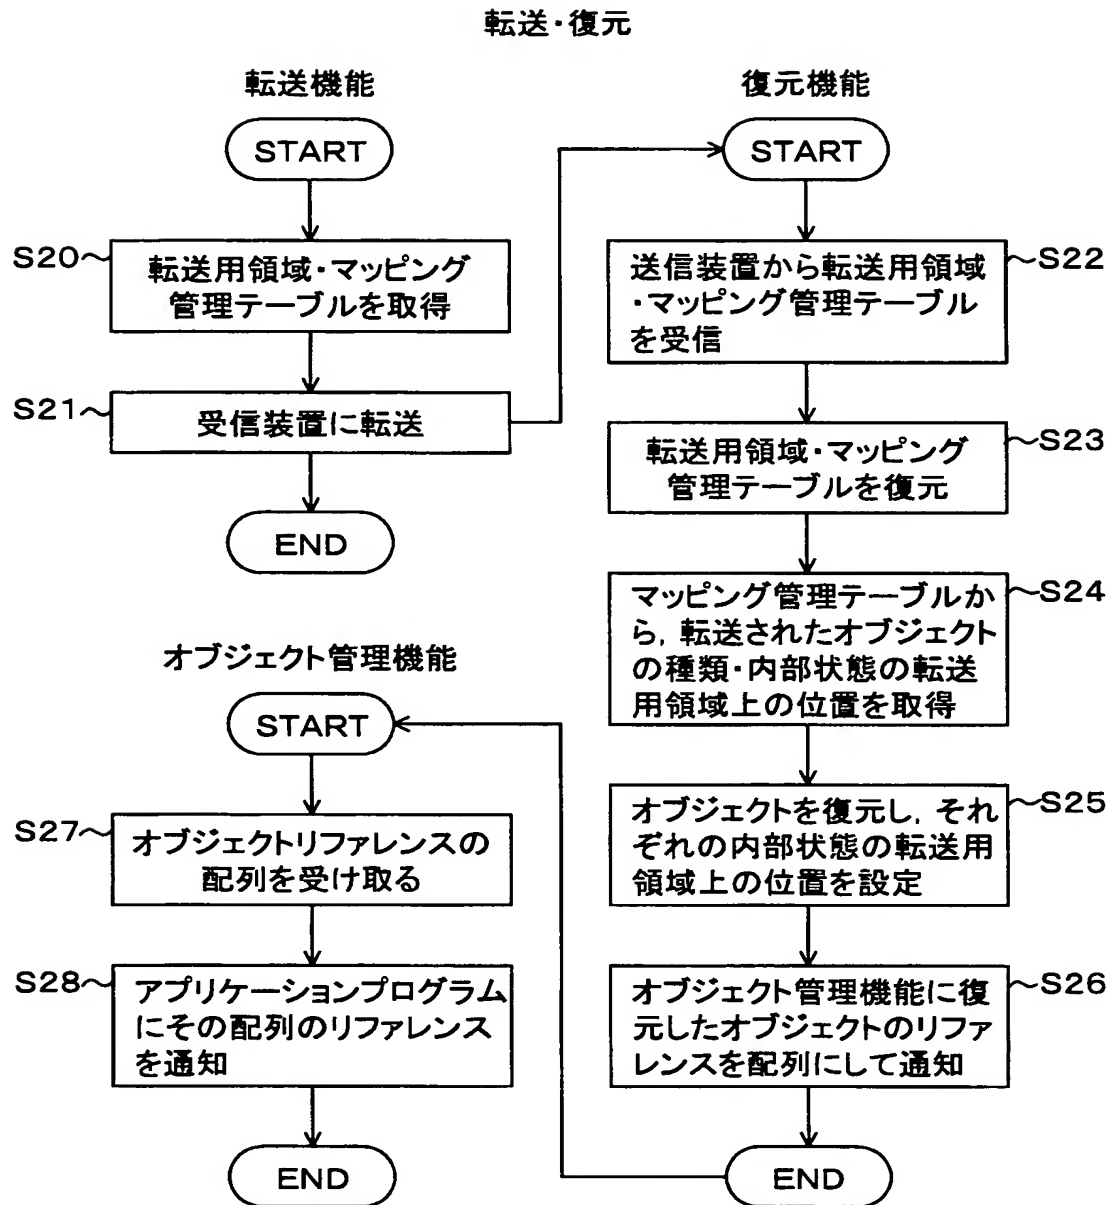 転送・復元
転送機能
START
S20
転送用領域・マッピング
管理テーブルを取得
S21
受信装置に転送
END
復元機能
START
S22
送信装置から転送用領域
・マッピング管理テーブル
を受信
S23
転送用領域・マッピング
管理テーブルを復元
S24
マッピング管理テーブルか
ら，転送されたオブジェクト
の種類・内部状態の転送
用領域上の位置を取得
S25
オブジェクトを復元し，それ
ぞれの内部状態の転送用
領域上の位置を設定
S26
オブジェクト管理機能に復
元したオブジェクトのリファ
レンスを配列にして通知
END
オブジェクト管理機能
START
S27
オブジェクトリファレンスの
配列を受け取る
S28
アプリケーションプログラム
にその配列のリファレンス
を通知
END